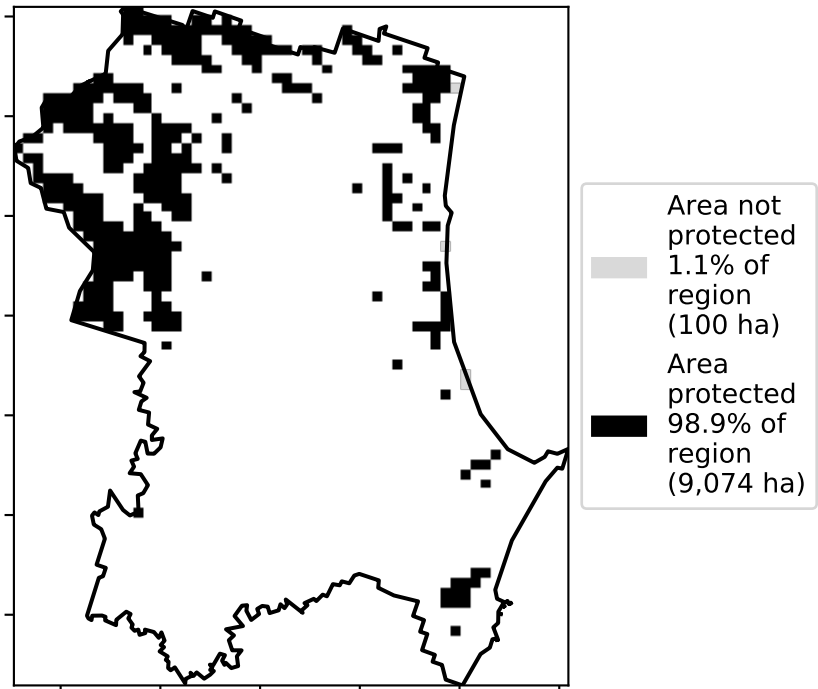 Area not
protected
1.1% of
region
(100 ha)
Area
protected
98.9% of
region
(9,074 ha)